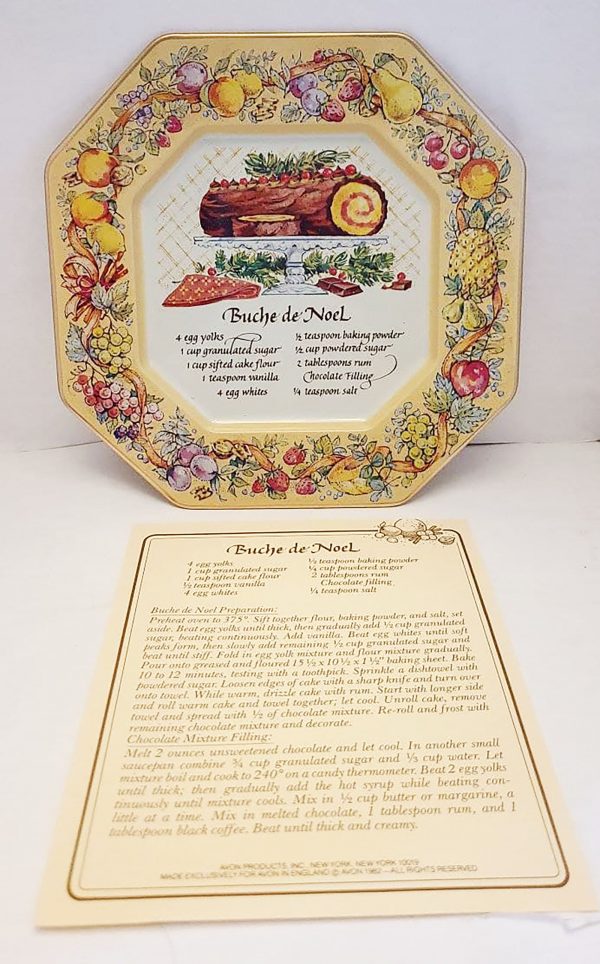 Buche de Noel
4 egg yolks
1 cup granulated sugar
1 cup sifted cake flour
1 teaspoon vanilla
4 egg whites
½ teaspoon baking powder
½ cup powdered sugar
2 tablespoons rum
Chocolate Filling
¼ teaspoon salt
Buche de Noel
4 egg yolks
1 cup granulated sugar
1 cup sifted cake flour
½ teaspoon vanilla
4 egg whites
½ teaspoon baking powder
¼ cup powdered sugar
2 tablespoons rum
Chocolate filling
¼ teaspoon salt
Buche de Noel Preparation:
Preheat oven to 375°. Sift together flour, baking powder, and salt, set
aside. Beat egg yolks until thick, then gradually add ½ cup granulated
sugar, beating continuously. Add vanilla. Beat egg whites until soft
peaks form, then slowly add remaining ½ cup granulated sugar and
beat until stiff. Fold in egg yolk mixture and flour mixture gradually.
Pour onto greased and floured 15½ x 10½ x 1½" baking sheet. Bake
10 to 12 minutes, testing with a toothpick. Sprinkle a dishtowel with
powdered sugar. Loosen edges of cake with a sharp knife and turn over
onto towel. While warm, drizzle cake with rum. Start with longer side
and roll warm cake and towel together; let cool. Unroll cake, remove
towel and spread with ½ of chocolate mixture. Re-roll and frost with
remaining chocolate mixture and decorate.
Chocolate Mixture Filling:
Melt 2 ounces unsweetened chocolate and let cool. In another small
saucepan combine ¾ cup granulated sugar and ⅓ cup water. Let
mixture boil and cook to 240° on a candy thermometer. Beat 2 egg yolks
until thick; then gradually add the hot syrup while beating con-
tinuously until mixture cools. Mix in ½ cup butter or margarine, a
little at a time. Mix in melted chocolate, 1 tablespoon rum, and 1
tablespoon black coffee. Beat until thick and creamy.
AVON PRODUCTS, INC., NEW YORK, NEW YORK 10019
MADE EXCLUSIVELY FOR AVON IN ENGLAND © AVON 1982—ALL RIGHTS RESERVED